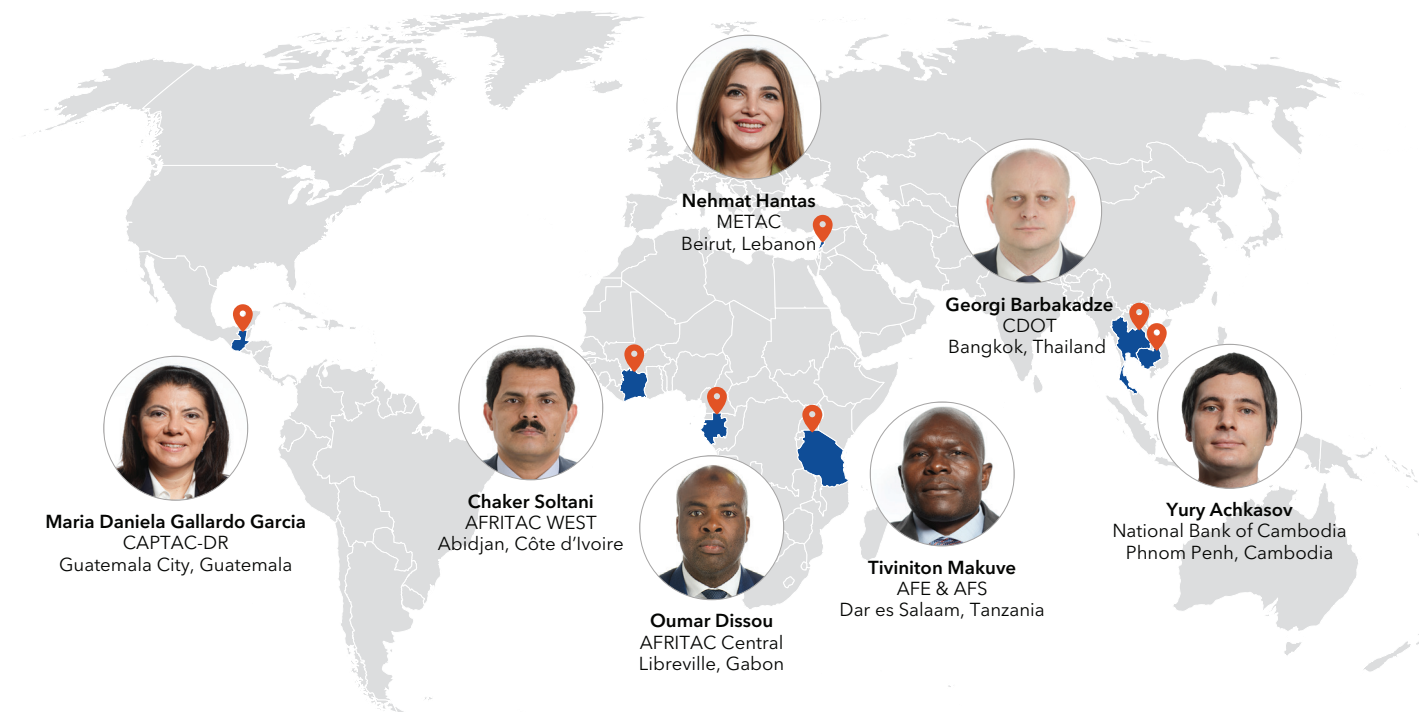 Nehmat Hantas
METAC
Beirut, Lebanon
Georgi Barbakadze
CDOT
Bangkok, Thailand
Maria Daniela Gallardo Garcia
CAPTAC-DR
Guatemala City, Guatemala
Chaker Soltani
AFRITAC WEST
Abidjan, Côte d’Ivoire
Oumar Dissou
AFRITAC Central
Libreville, Gabon
Tiviniton Makuve
AFE & AFS
Dar es Salaam, Tanzania
Yury Achkasov
National Bank of Cambodia
Phnom Penh, Cambodia